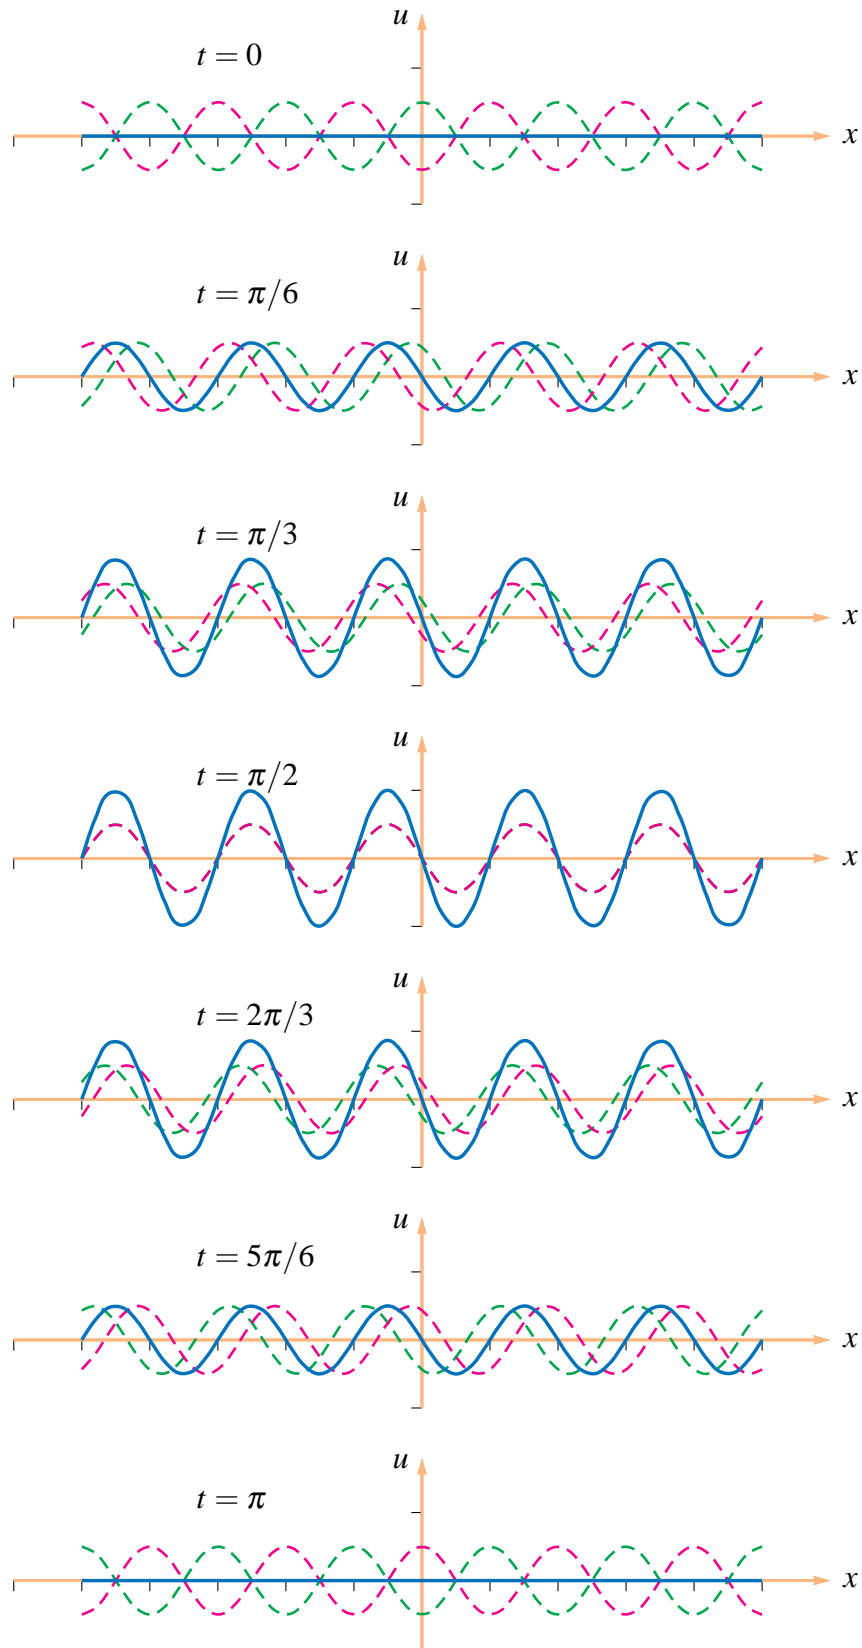 u
t = 0
x
u
t = π/6
x
u
t = π/3
x
u
t = π/2
x
u
t = 2π/3
x
u
t = 5π/6
x
u
t = π
x